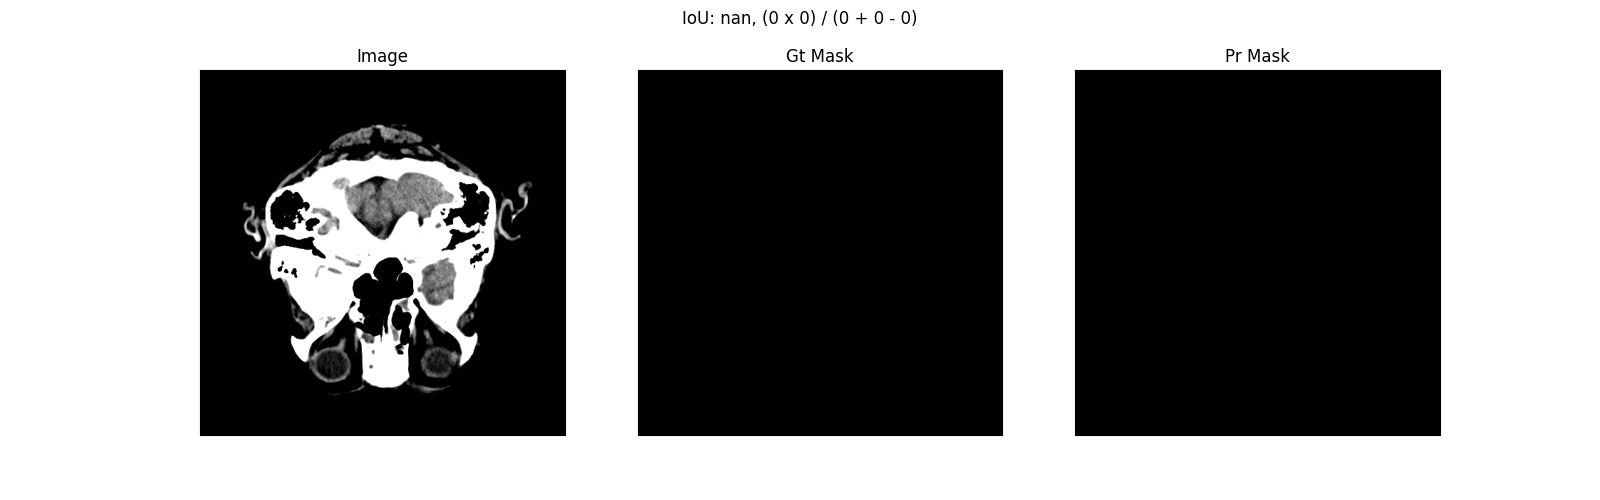 IoU: nan, (0 x 0) / (0 + 0 - 0)
Image
Gt Mask
Pr Mask